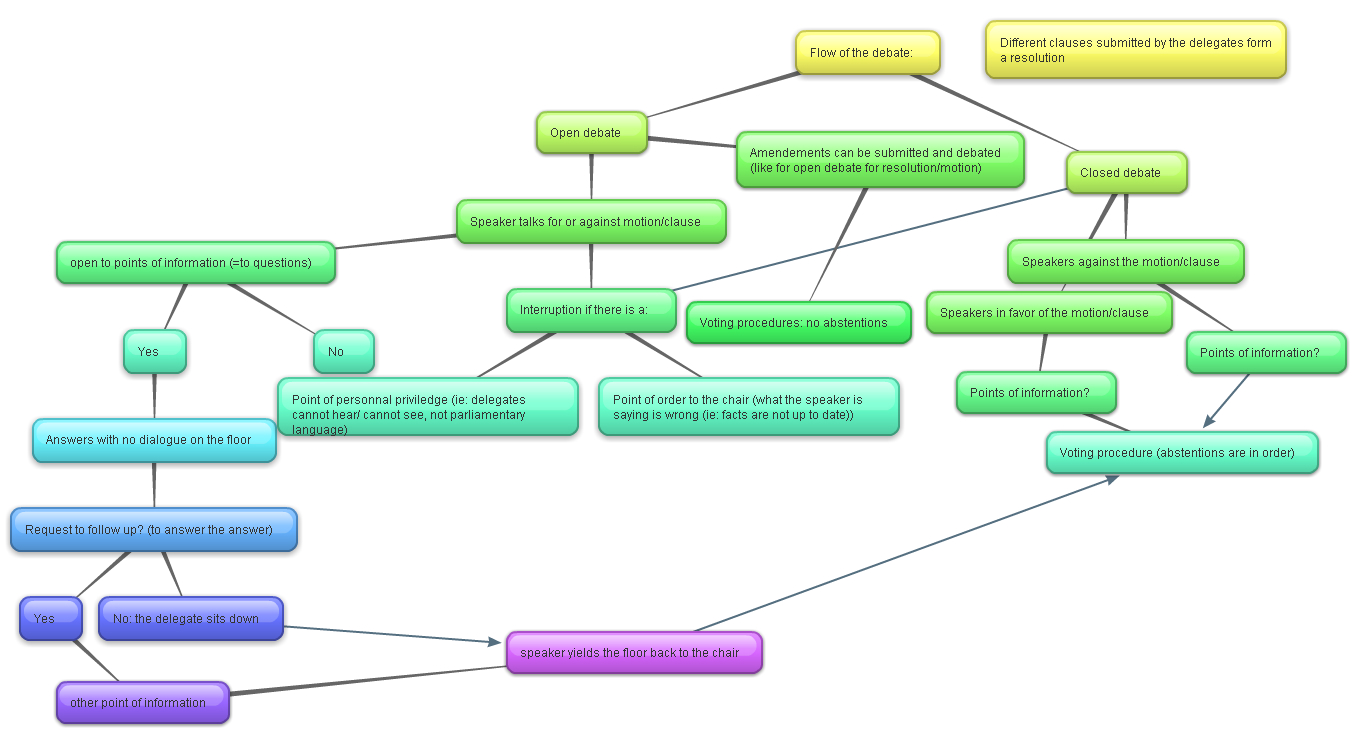 Flow of the debate:
Different clauses submitted by the delegates form
a resolution
Open debate
Amendements can be submitted and debated
(like for open debate for resolution/motion)
Closed debate
Speaker talks for or against motion/clause
open to points of information (=to questions)
Speakers against the motion/clause
Interruption if there is a:
Voting procedures: no abstentions
Speakers in favor of the motion/clause
Yes
No
Points of information?
Point of personnal priviledge (ie: delegates
cannot hear/ cannot see, not parliamentary
language)
Point of order to the chair (what the speaker is
saying is wrong (ie: facts are not up to date))
Points of information?
Answers with no dialogue on the floor
Voting procedure (abstentions are in order)
Request to follow up? (to answer the answer)
Yes
No: the delegate sits down
speaker yields the floor back to the chair
other point of information